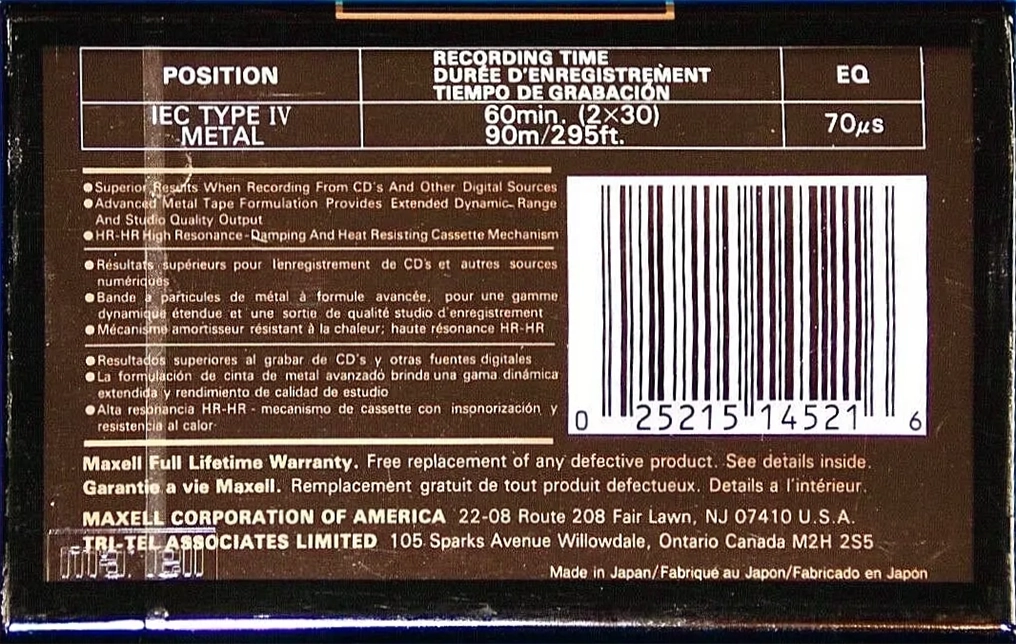 POSITION
RECORDING TIME
DURÉE D'ENREGISTREMENT
TIEMPO DE GRABACIÓN
EQ
IEC TYPE IV
METAL
60min. (2×30)
90m/295ft.
70μs
●Superior Results When Recording From CD's And Other Digital Sources
●Advanced Metal Tape Formulation Provides Extended Dynamic Range
And Studio Quality Output
●HR-HR High Resonance-Damping And Heat Resisting Cassette Mechanism
●Résultats supérieurs pour l'enregistrement de CD's et autres sources
numériques
●Bande à particules de métal à formule avancée, pour une gamme
dynamique étendue et une sortie de qualité studio d'enregistrement
●Mécanisme amortisseur résistant à la chaleur; haute résonance HR-HR
●Resultados superiores al grabar de CD's y otras fuentes digitales
●La formulación de cinta de metal avanzado brinda una gama dinámica
extendida y rendimiento de calidad de estudio
●Alta resonancia HR-HR - mecanismo de cassette con insonorización y
resistencia al calor
0 25215 14521 6
Maxell Full Lifetime Warranty. Free replacement of any defective product. See details inside.
Garantie a vie Maxell. Remplacement gratuit de tout produit defectueux. Details a l'intérieur.
MAXELL CORPORATION OF AMERICA 22-08 Route 208 Fair Lawn, NJ 07410 U.S.A.
TRI-TEL ASSOCIATES LIMITED 105 Sparks Avenue Willowdale, Ontario Canada M2H 2S5
Made in Japan/Fabriqué au Japon/Fabricado en Japón